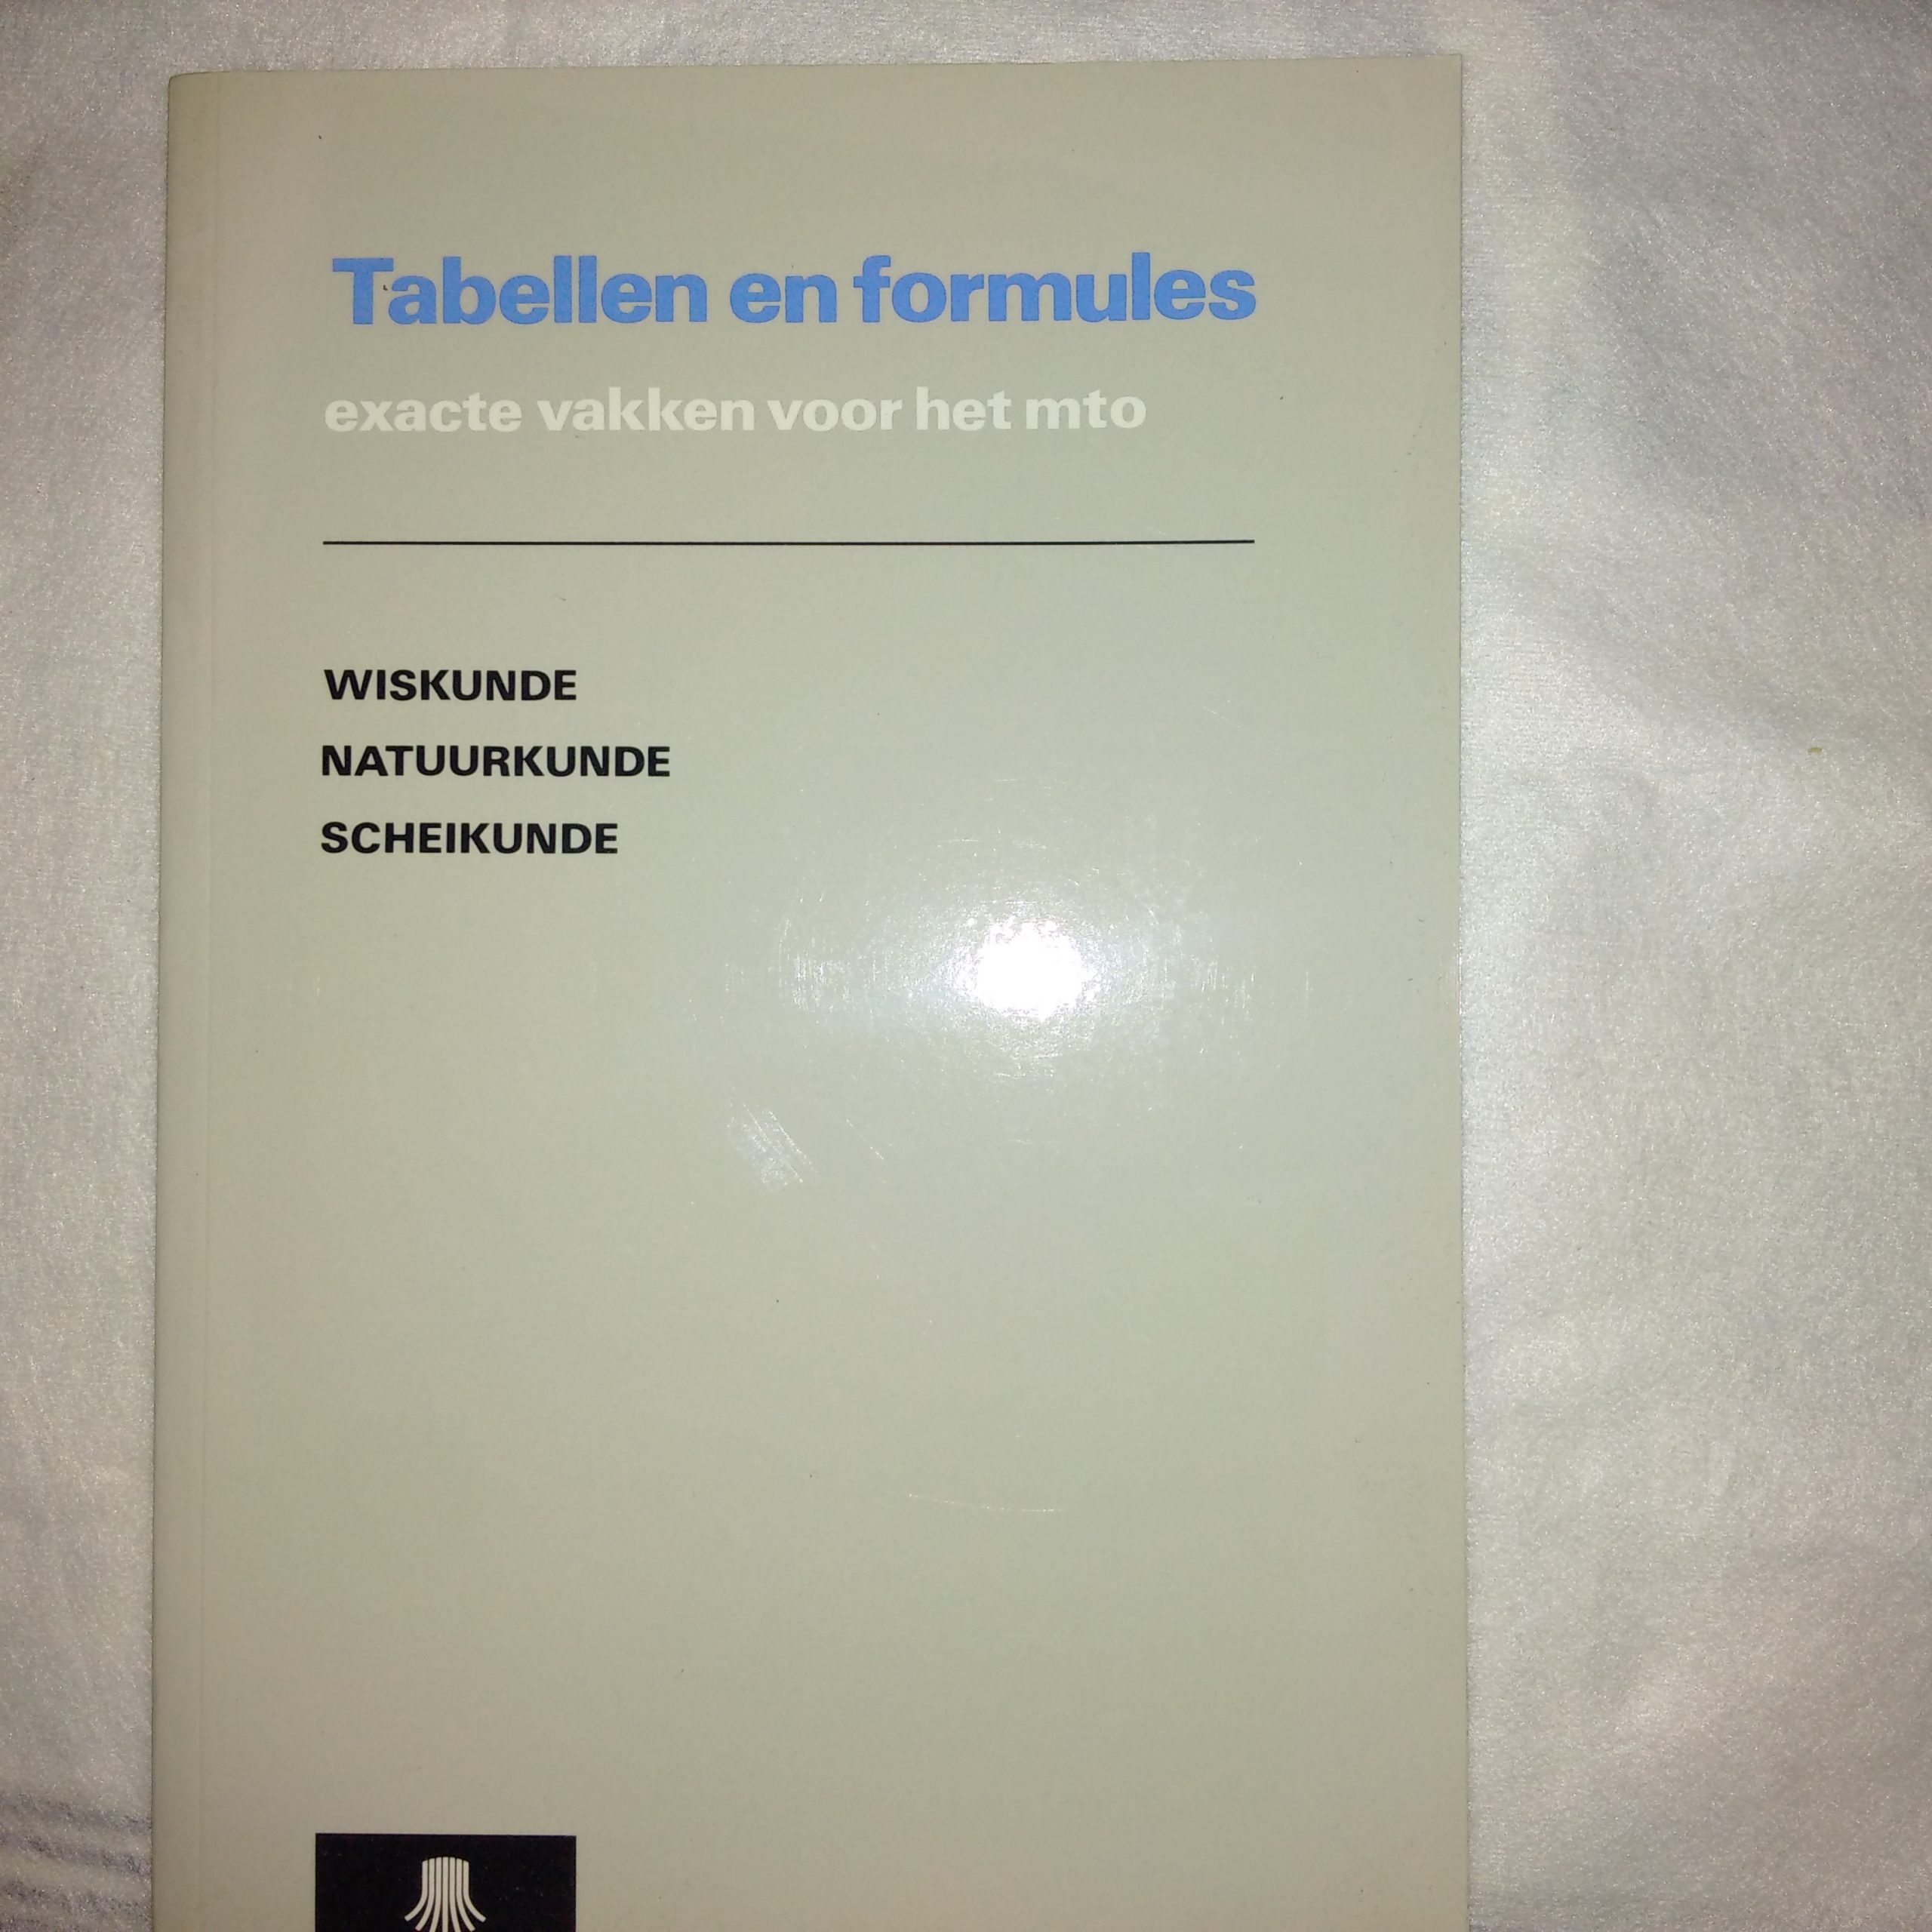 Tabellen en formules
exacte vakken voor het mto
WISKUNDE
NATUURKUNDE
SCHEIKUNDE